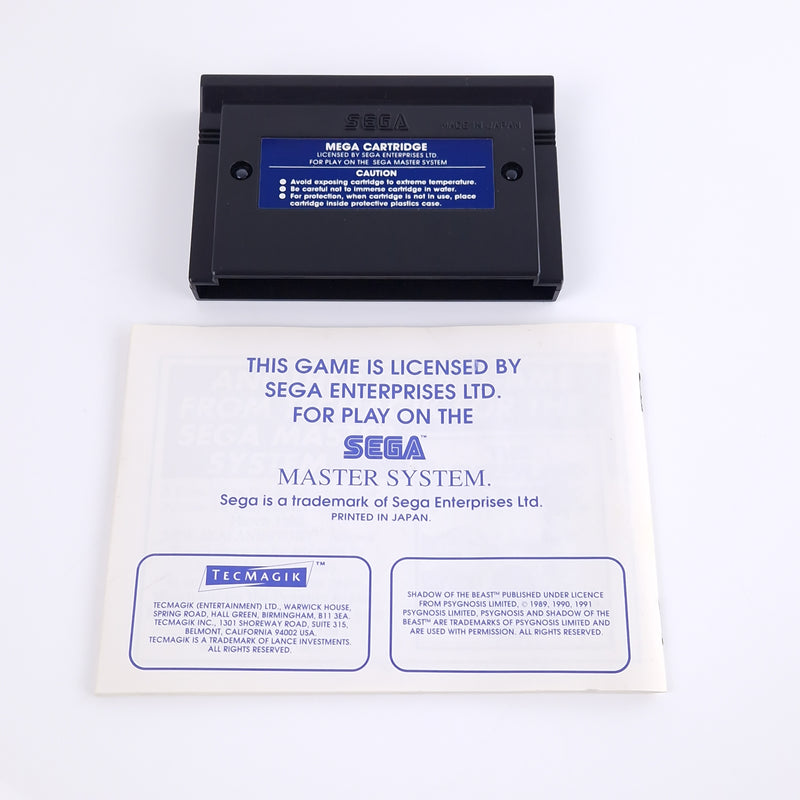 SEGA
MADE IN JAPAN
MEGA CARTRIDGE
LICENSED BY SEGA ENTERPRISES LTD.
FOR PLAY ON THE SEGA MASTER SYSTEM
CAUTION
● Avoid exposing cartridge to extreme temperature.
● Be careful not to immerse cartridge in water.
● For protection, when cartridge is not in use, place
cartridge inside protective plastics case.
THIS GAME IS LICENSED BY
SEGA ENTERPRISES LTD.
FOR PLAY ON THE
SEGA™
MASTER SYSTEM.
Sega is a trademark of Sega Enterprises Ltd.
PRINTED IN JAPAN.
TECMAGIK™
TECMAGIK (ENTERTAINMENT) LTD., WARWICK HOUSE,
SPRING ROAD, HALL GREEN, BIRMINGHAM, B11 3EA.
TECMAGIK INC., 1301 SHOREWAY ROAD, SUITE 315,
BELMONT, CALIFORNIA 94002 USA.
TECMAGIK IS A TRADEMARK OF LANCE INVESTMENTS.
ALL RIGHTS RESERVED.
SHADOW OF THE BEAST™ PUBLISHED UNDER LICENCE
FROM PSYGNOSIS LIMITED, © 1989, 1990, 1991
PSYGNOSIS LIMITED, PSYGNOSIS AND SHADOW OF THE
BEAST™ ARE TRADEMARKS OF PSYGNOSIS LIMITED AND
ARE USED WITH PERMISSION. ALL RIGHTS RESERVED.